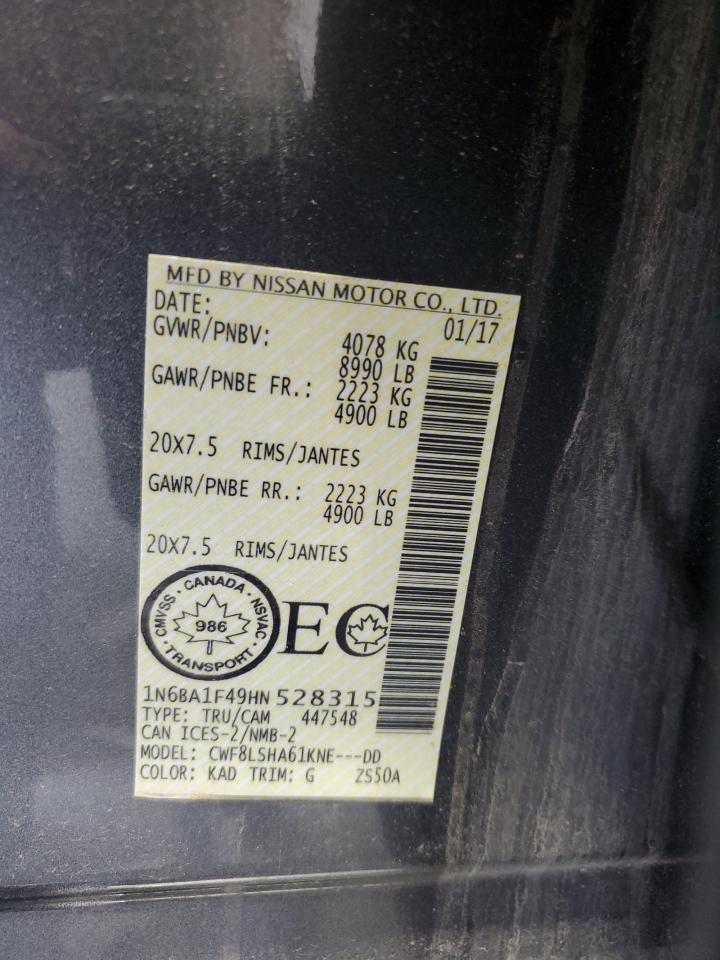 MFD BY NISSAN MOTOR CO., LTD.
DATE: 01/17
GVWR/PNBV: 4078 KG
8990 LB
GAWR/PNBE FR.: 2223 KG
4900 LB
20X7.5 RIMS/JANTES
GAWR/PNBE RR.: 2223 KG
4900 LB
20X7.5 RIMS/JANTES
CANADA · NSVAC · TRANSPORT · CMVSS ·
986
EC
1N6BA1F49HN528315
TYPE: TRU/CAM 447548
CAN ICES-2/NMB-2
MODEL: CWF8LSHA61KNE---DD
COLOR: KAD TRIM: G ZS50A